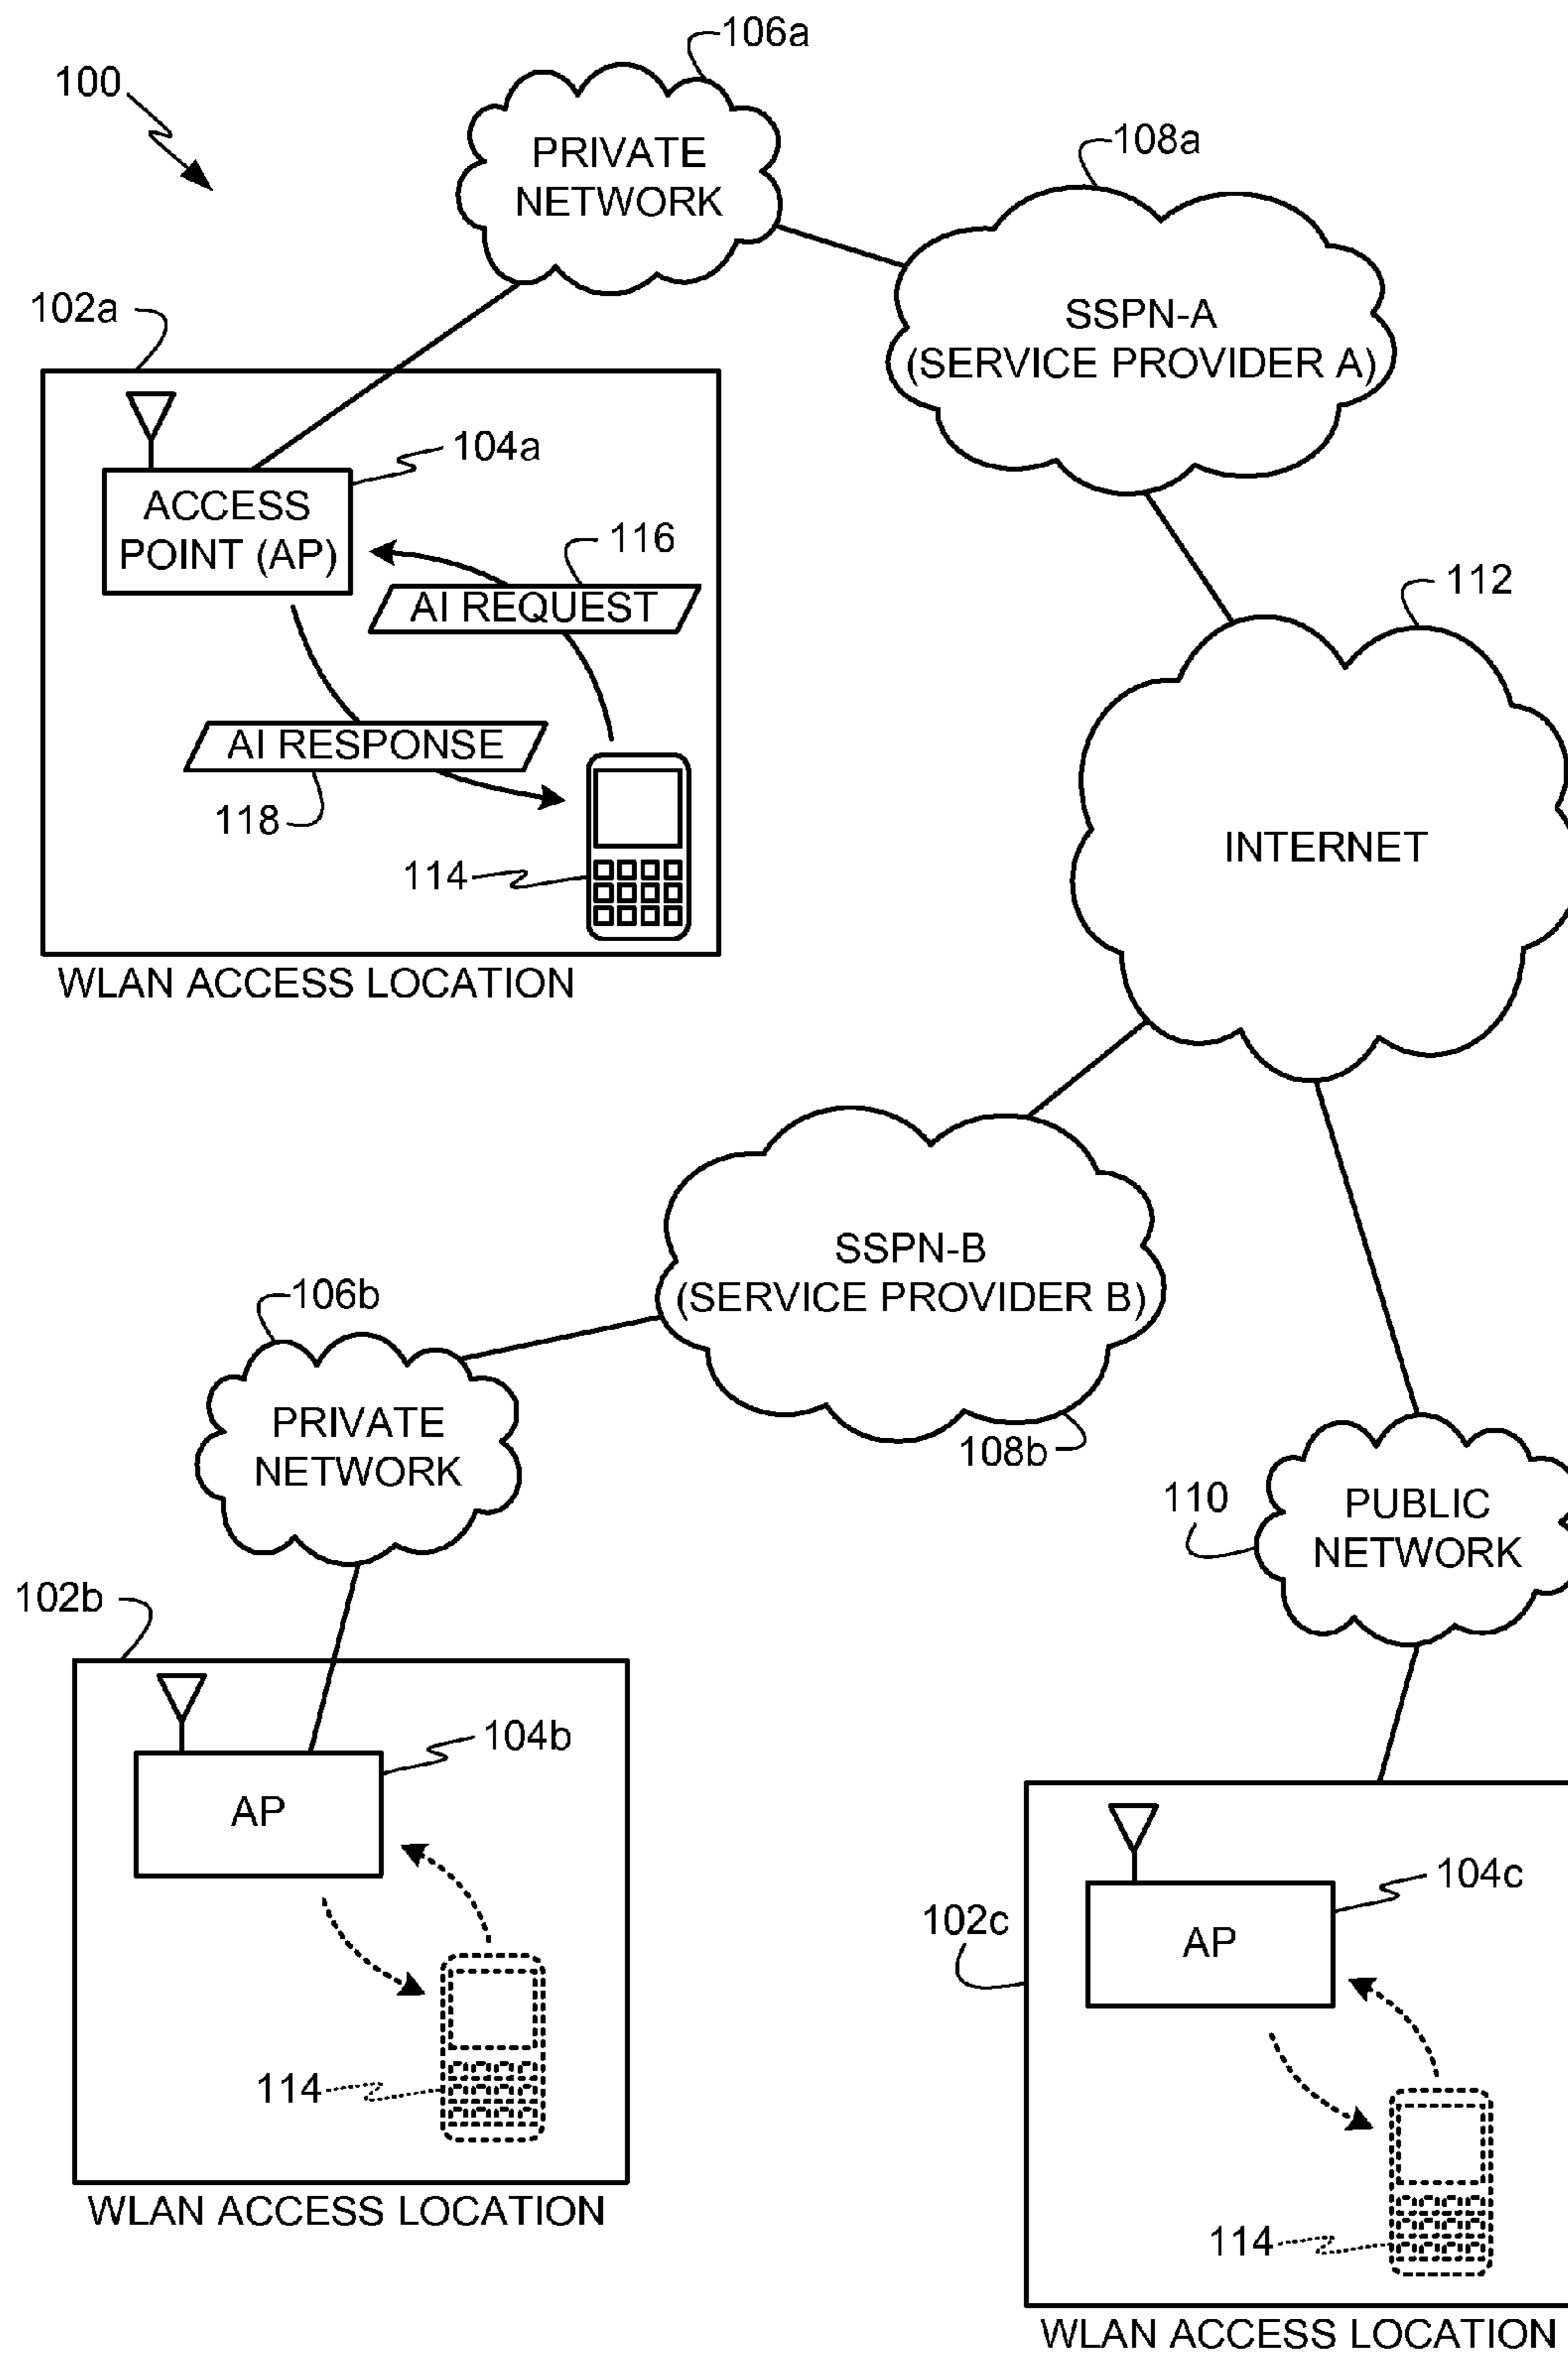 106a
100
PRIVATE
NETWORK
108a
SSPN-A
(SERVICE PROVIDER A)
102a
104a
ACCESS
POINT (AP)
116
AI REQUEST
112
AI RESPONSE
118
114
INTERNET
WLAN ACCESS LOCATION
SSPN-B
(SERVICE PROVIDER B)
106b
PRIVATE
NETWORK
108b
110
PUBLIC
NETWORK
102b
104b
AP
114
WLAN ACCESS LOCATION
102c
104c
AP
114
WLAN ACCESS LOCATION